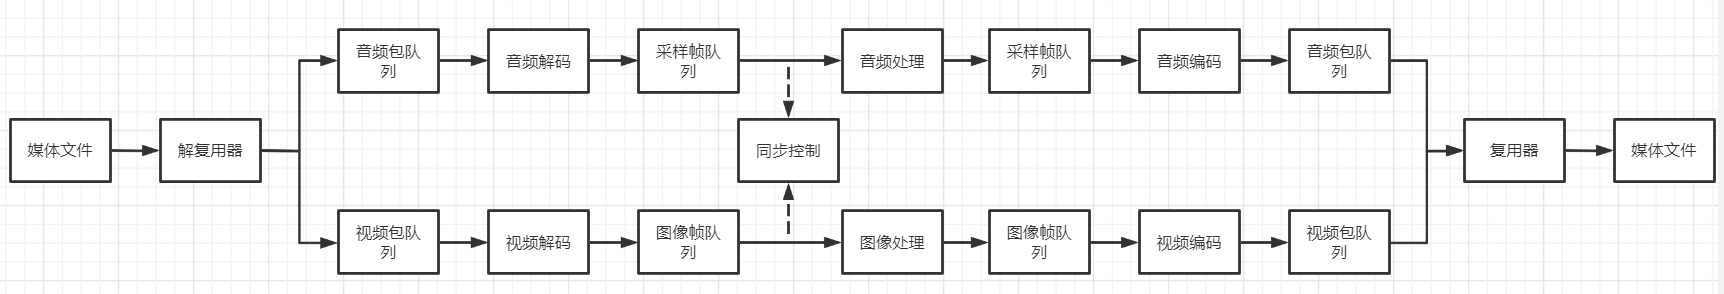 媒体文件
解复用器
音频包队
列
音频解码
采样帧队
列
音频处理
采样帧队
列
音频编码
音频包队
列
同步控制
视频包队
列
视频解码
图像帧队
列
图像处理
图像帧队
列
视频编码
视频包队
列
复用器
媒体文件